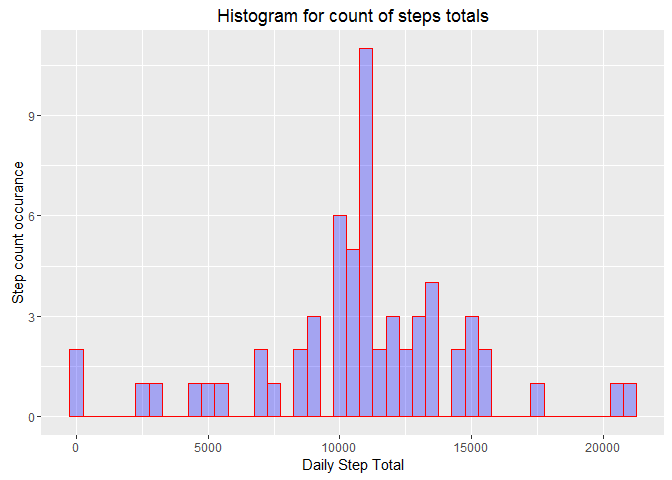 Histogram for count of steps totals
Step count occurance
9
6
3
0
0 5000 10000 15000 20000
Daily Step Total